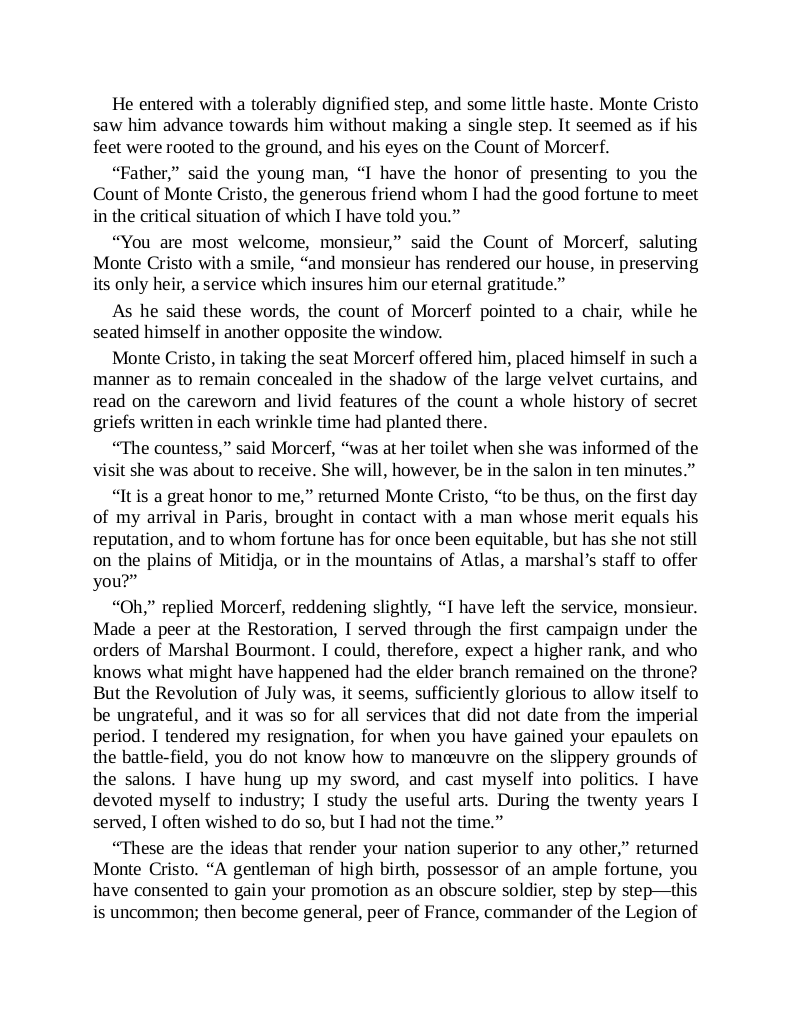 He entered with a tolerably dignified step, and some little haste. Monte Cristo
saw him advance towards him without making a single step. It seemed as if his
feet were rooted to the ground, and his eyes on the Count of Morcerf.
“Father,” said the young man, “I have the honor of presenting to you the
Count of Monte Cristo, the generous friend whom I had the good fortune to meet
in the critical situation of which I have told you.”
“You are most welcome, monsieur,” said the Count of Morcerf, saluting
Monte Cristo with a smile, “and monsieur has rendered our house, in preserving
its only heir, a service which insures him our eternal gratitude.”
As he said these words, the count of Morcerf pointed to a chair, while he
seated himself in another opposite the window.
Monte Cristo, in taking the seat Morcerf offered him, placed himself in such a
manner as to remain concealed in the shadow of the large velvet curtains, and
read on the careworn and livid features of the count a whole history of secret
griefs written in each wrinkle time had planted there.
“The countess,” said Morcerf, “was at her toilet when she was informed of the
visit she was about to receive. She will, however, be in the salon in ten minutes.”
“It is a great honor to me,” returned Monte Cristo, “to be thus, on the first day
of my arrival in Paris, brought in contact with a man whose merit equals his
reputation, and to whom fortune has for once been equitable, but has she not still
on the plains of Mitidja, or in the mountains of Atlas, a marshal’s staff to offer
you?”
“Oh,” replied Morcerf, reddening slightly, “I have left the service, monsieur.
Made a peer at the Restoration, I served through the first campaign under the
orders of Marshal Bourmont. I could, therefore, expect a higher rank, and who
knows what might have happened had the elder branch remained on the throne?
But the Revolution of July was, it seems, sufficiently glorious to allow itself to
be ungrateful, and it was so for all services that did not date from the imperial
period. I tendered my resignation, for when you have gained your epaulets on
the battle-field, you do not know how to manœuvre on the slippery grounds of
the salons. I have hung up my sword, and cast myself into politics. I have
devoted myself to industry; I study the useful arts. During the twenty years I
served, I often wished to do so, but I had not the time.”
“These are the ideas that render your nation superior to any other,” returned
Monte Cristo. “A gentleman of high birth, possessor of an ample fortune, you
have consented to gain your promotion as an obscure soldier, step by step—this
is uncommon; then become general, peer of France, commander of the Legion of